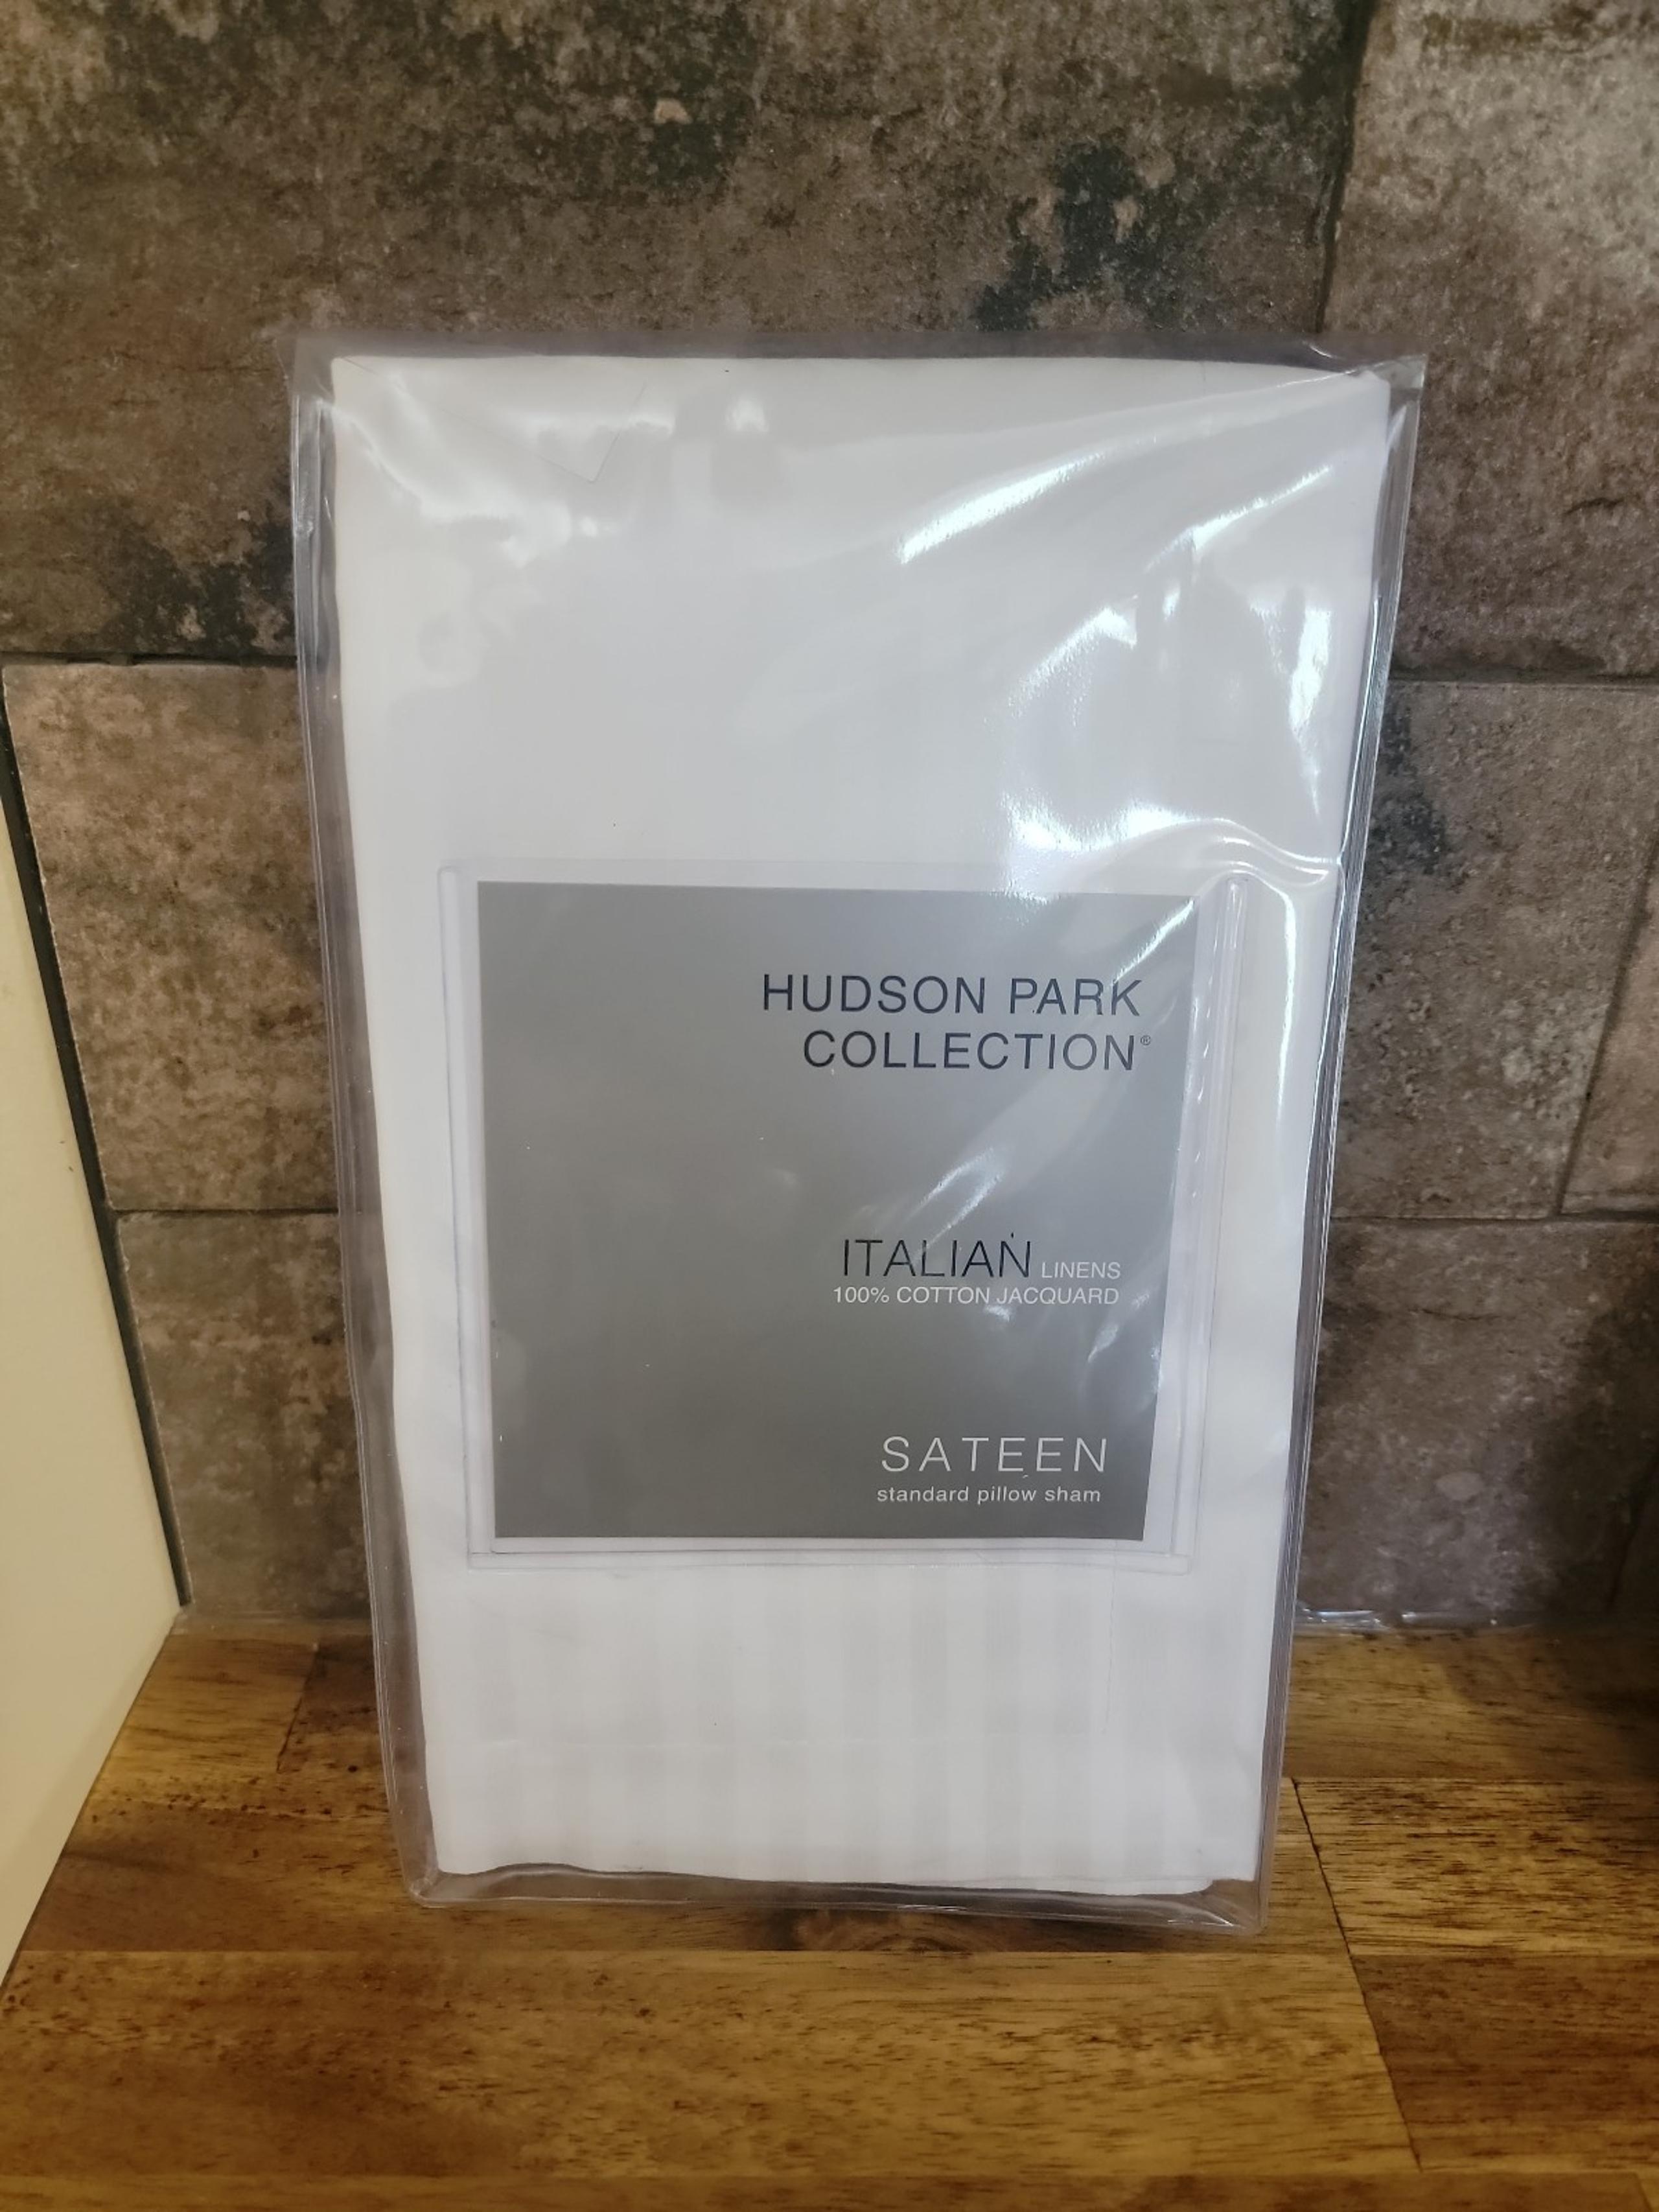 HUDSON PARK
COLLECTION®
ITALIAN LINENS
100% COTTON JACQUARD
SATEEN
standard pillow sham